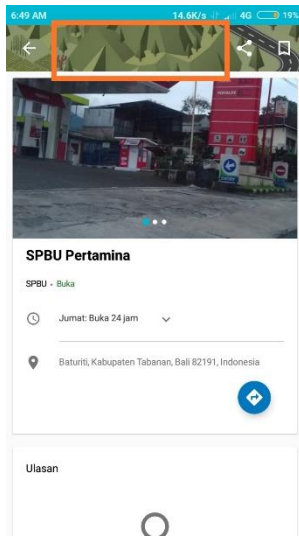 6:49 AM 14.6K/s 4G 19%
SPBU Pertamina
SPBU • Buka
Jumat: Buka 24 jam
Baturiti, Kabupaten Tabanan, Bali 82191, Indonesia
Ulasan